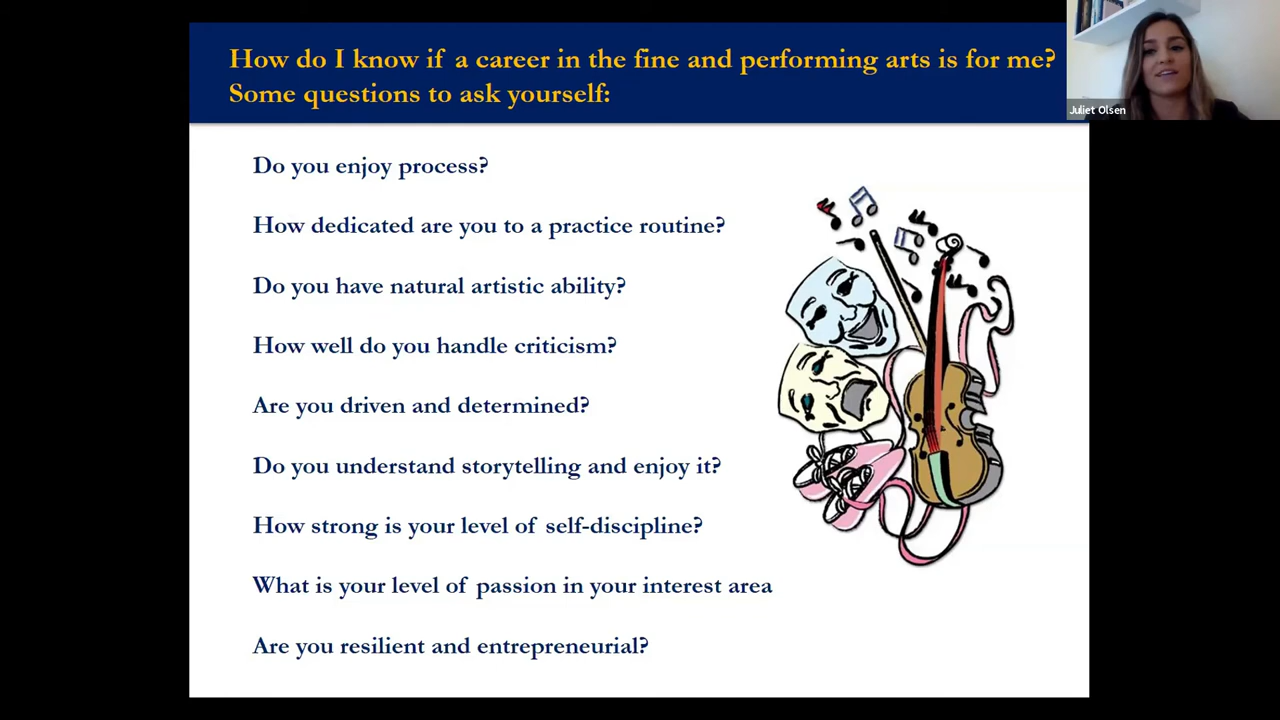 How do I know if a career in the fine and performing arts is for me?
Some questions to ask yourself:
Juliet Olsen
Do you enjoy process?
How dedicated are you to a practice routine?
Do you have natural artistic ability?
How well do you handle criticism?
Are you driven and determined?
Do you understand storytelling and enjoy it?
How strong is your level of self-discipline?
What is your level of passion in your interest area
Are you resilient and entrepreneurial?